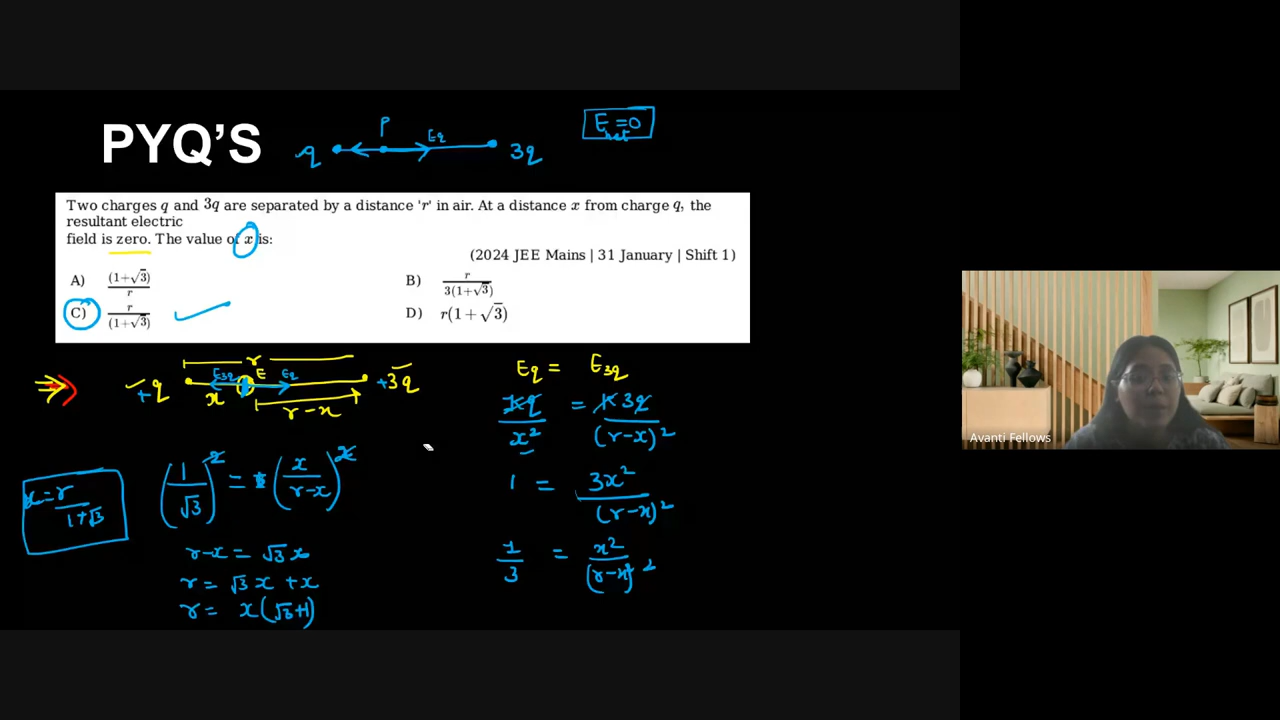 PYQ'S
q P Eq 3q
Enet=0
Two charges q and 3q are separated by a distance 'r' in air. At a distance x from charge q, the
resultant electric
field is zero. The value of x is:
(2024 JEE Mains | 31 January | Shift 1)
A) (1+√3)/r
B) r/3(1+√3)
C) r/(1+√3)
D) r(1+√3)
r
+q E3q E Eq +3q
x r-x
Eq = E3q
kq/x² = k3q/(r-x)²
1 = 3x²/(r-x)²
1/3 = x²/(r-x)²
(1/√3)² = (x/r-x)²
r-x = √3x
r = √3x + x
r = x(√3+1)
x = r/1+√3
Avanti Fellows